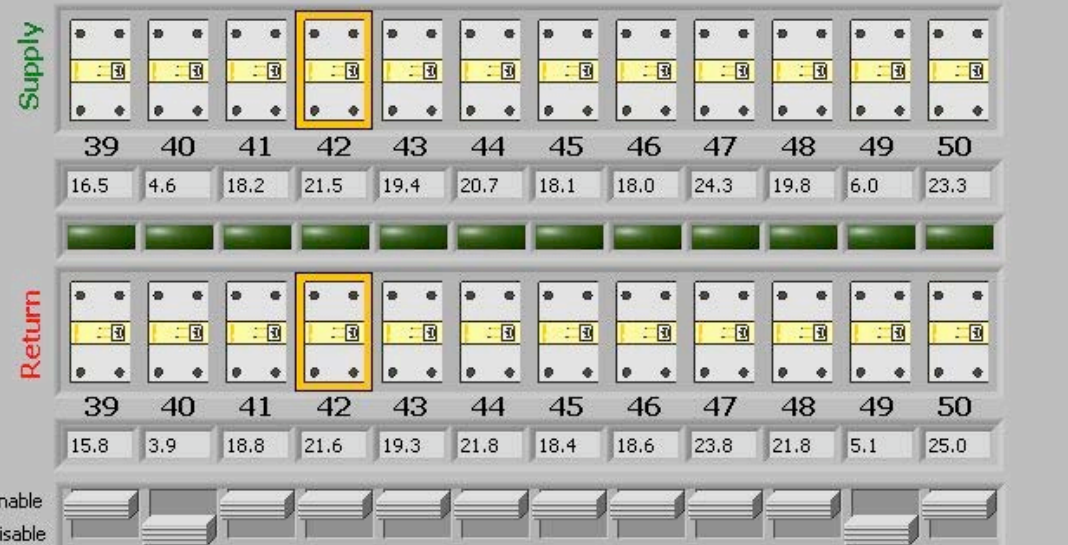 Supply
39 40 41 42 43 44 45 46 47 48 49 50
16.5 4.6 18.2 21.5 19.4 20.7 18.1 18.0 24.3 19.8 6.0 23.3
Return
39 40 41 42 43 44 45 46 47 48 49 50
15.8 3.9 18.8 21.6 19.3 21.8 18.4 18.6 23.8 21.8 5.1 25.0
nable
isable